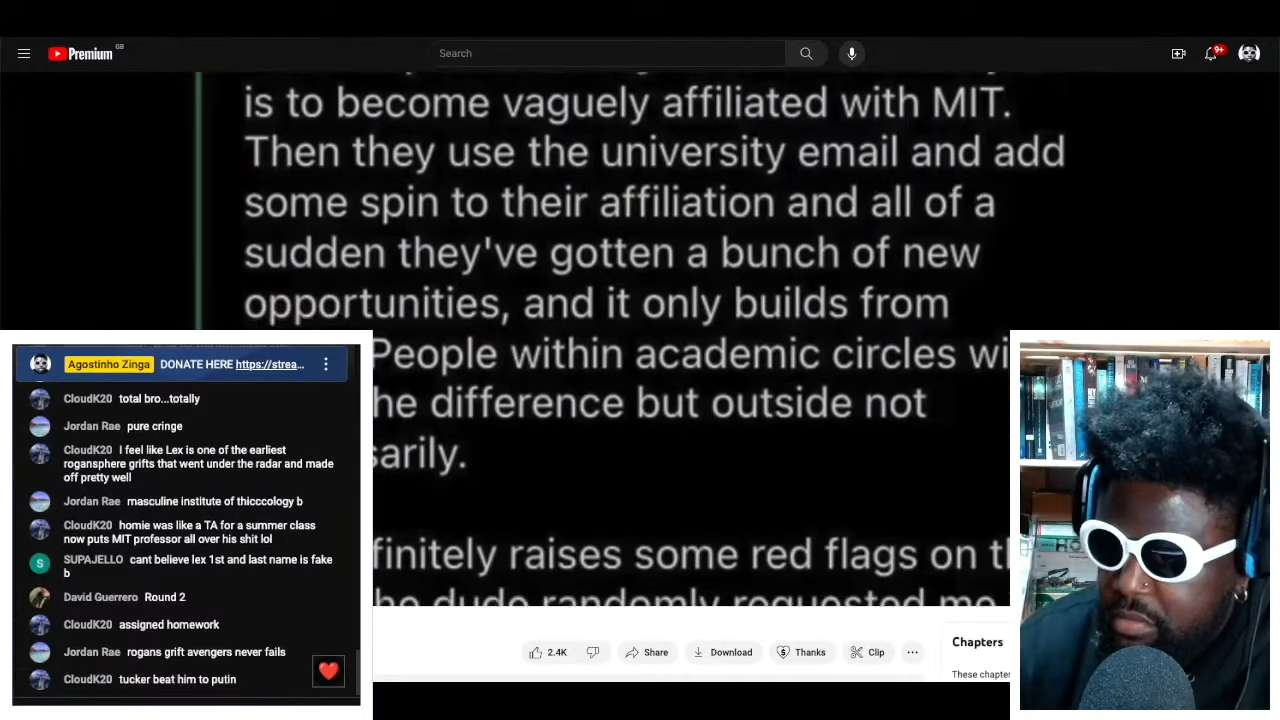 Premium GB
Search
9+
is to become vaguely affiliated with MIT.
Then they use the university email and add
some spin to their affiliation and all of a
sudden they've gotten a bunch of new
opportunities, and it only builds from
People within academic circles
difference but outside not
raises some red flags on
dude randomly requested me
Agostinho Zinga DONATE HERE https://strea...
CloudK20 total bro...totally
Jordan Rae pure cringe
CloudK20 I feel like Lex is one of the earliest
rogansphere grifts that went under the radar and made
off pretty well
Jordan Rae masculine institute of thicccology b
CloudK20 homie was like a TA for a summer class
now puts MIT professor all over his shit lol
SUPAJELLO cant believe lex 1st and last name is fake
b
David Guerrero Round 2
CloudK20 assigned homework
Jordan Rae rogans grift avengers never fails
CloudK20 tucker beat him to putin
2.4K Share Download Thanks Clip
Chapters
These chapter